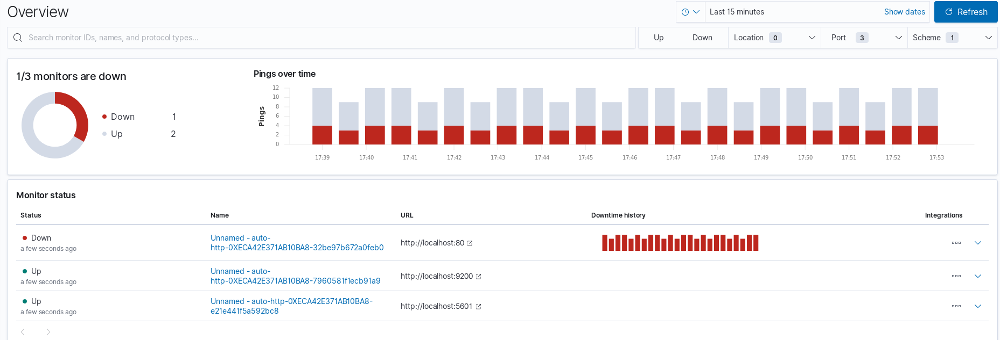 Overview
Last 15 minutes
Show dates
Refresh
Search monitor IDs, names, and protocol types...
Up
Down
Location 0
Port 3
Scheme 1
1/3 monitors are down
Down 1
Up 2
Pings over time
Pings
12
10
8
6
4
2
0
17:39 17:40 17:41 17:42 17:43 17:44 17:45 17:46 17:47 17:48 17:49 17:50 17:51 17:52 17:53
Monitor status
Status Name URL Downtime history Integrations
Down
a few seconds ago
Unnamed - auto-
http-0XECA42E371AB10BA8-32be97b672a0feb0
http://localhost:80
Up
a few seconds ago
Unnamed - auto-
http-0XECA42E371AB10BA8-7960581f1ecb91a9
http://localhost:9200
Up
a few seconds ago
Unnamed - auto-http-0XECA42E371AB10BA8-
e21e441f5a592bc8
http://localhost:5601